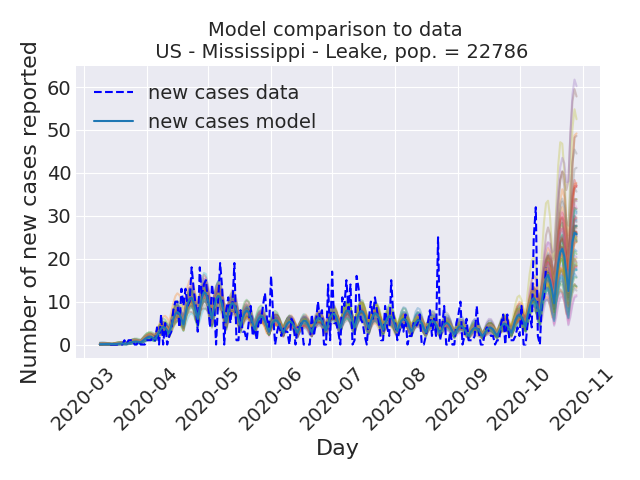 Model comparison to data
US - Mississippi - Leake, pop. = 22786
Number of new cases reported
60
50
40
30
20
10
0
new cases data
new cases model
2020-03
2020-04
2020-05
2020-06
2020-07
2020-08
2020-09
2020-10
2020-11
Day